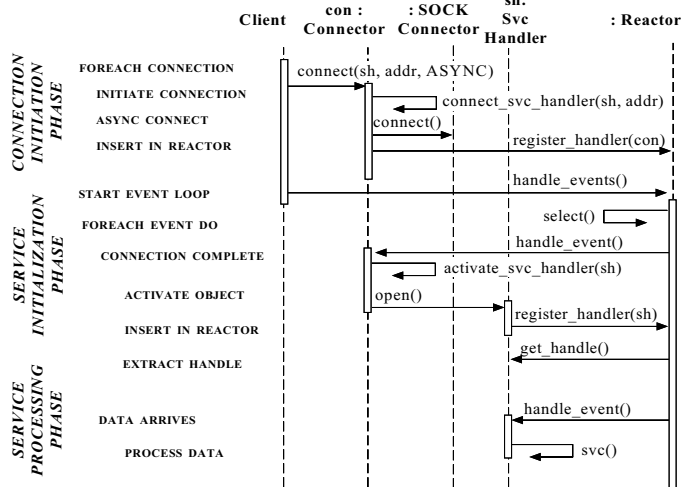 Client
con :
Connector
: SOCK
Connector
sh:
Svc
Handler
: Reactor
CONNECTION
INITIATION
PHASE
FOREACH CONNECTION
connect(sh, addr, ASYNC)
INITIATE CONNECTION
connect_svc_handler(sh, addr)
ASYNC CONNECT
connect()
INSERT IN REACTOR
register_handler(con)
START EVENT LOOP
handle_events()
SERVICE
INITIALIZATION
PHASE
select()
FOREACH EVENT DO
handle_event()
CONNECTION COMPLETE
activate_svc_handler(sh)
ACTIVATE OBJECT
open()
register_handler(sh)
INSERT IN REACTOR
get_handle()
EXTRACT HANDLE
SERVICE
PROCESSING
PHASE
handle_event()
DATA ARRIVES
svc()
PROCESS DATA